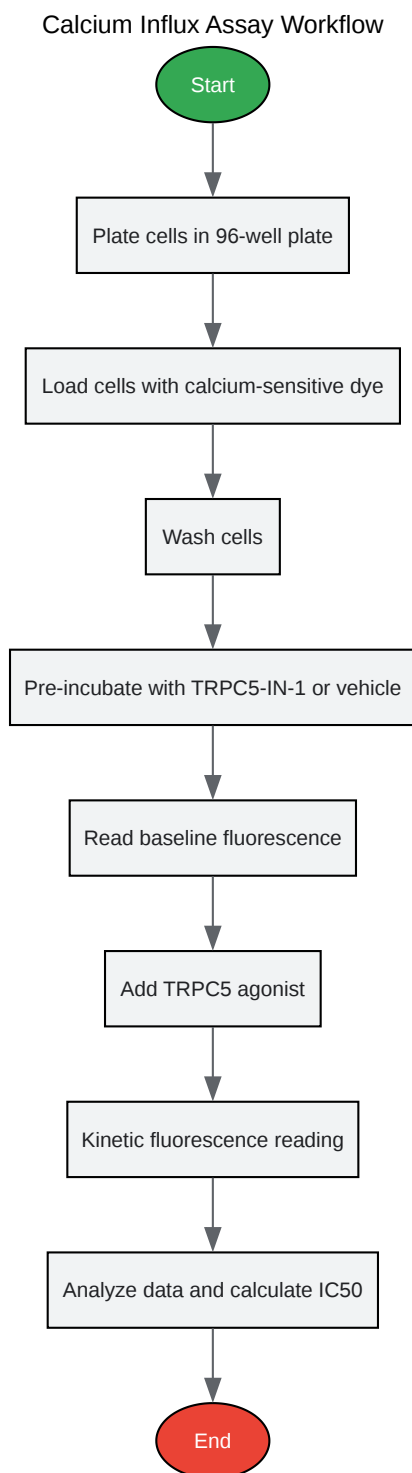 Calcium Influx Assay Workflow
Start
Plate cells in 96-well plate
Load cells with calcium-sensitive dye
Wash cells
Pre-incubate with TRPC5-IN-1 or vehicle
Read baseline fluorescence
Add TRPC5 agonist
Kinetic fluorescence reading
Analyze data and calculate IC50
End